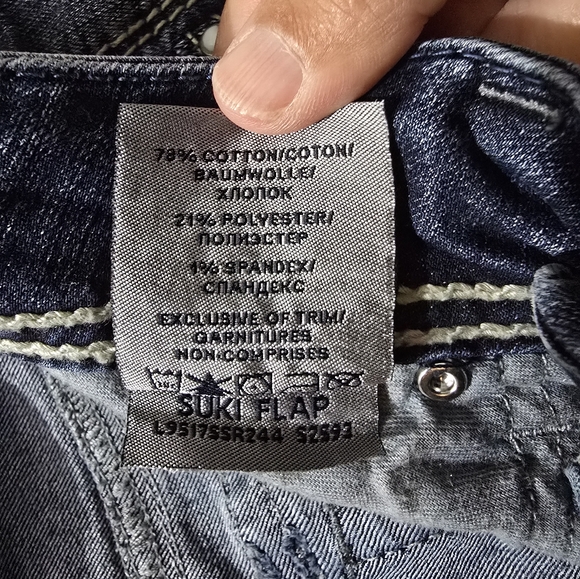 78% COTTON/COTON/
BAUMWOLLE/
ХЛОПОК
21% POLYESTER/
ПОЛИЭСТЕР
1% SPANDEX/
СПАНДЕКС
EXCLUSIVE OF TRIM/
GARNITURES
NON COMPRISES
SUKI FLAP
L95175SR244 S2593